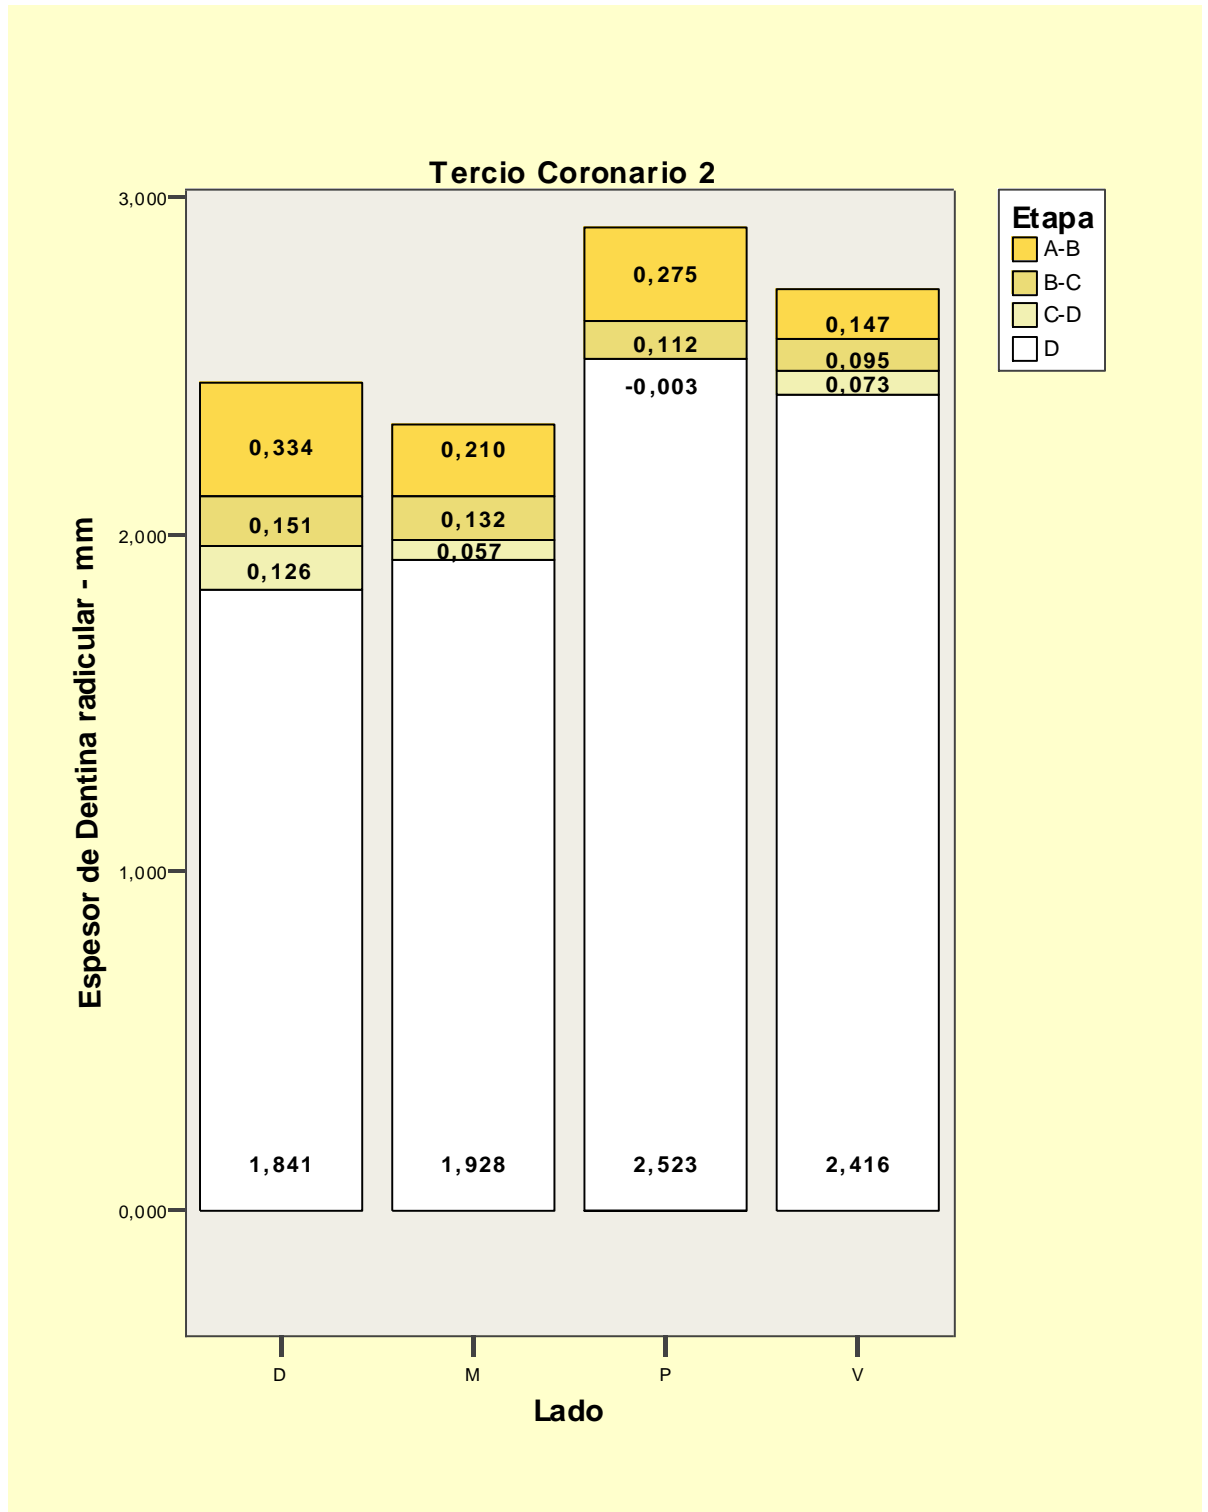 Tercio Coronario 2
Etapa
A-B
B-C
C-D
D
Espesor de Dentina radicular - mm
3,000
2,000
1,000
0,000
0,334
0,151
0,126
1,841
0,210
0,132
0,057
1,928
0,275
0,112
-0,003
2,523
0,147
0,095
0,073
2,416
D
M
P
V
Lado